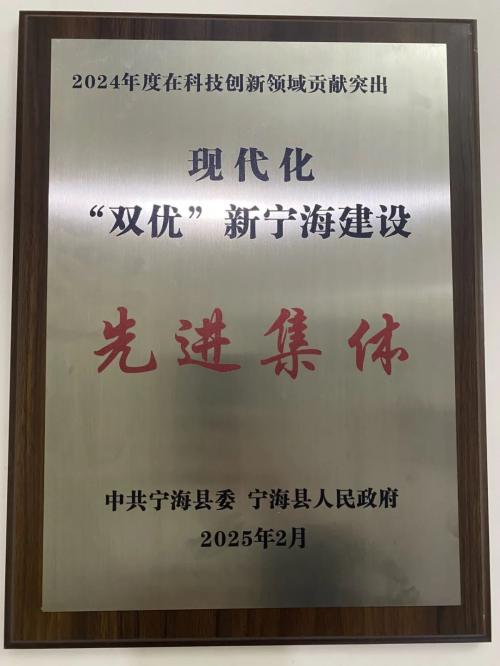 2024年度在科技创新领域贡献突出
现代化
“双优”新宁海建设
先进集体
中共宁海县委 宁海县人民政府
2025年2月